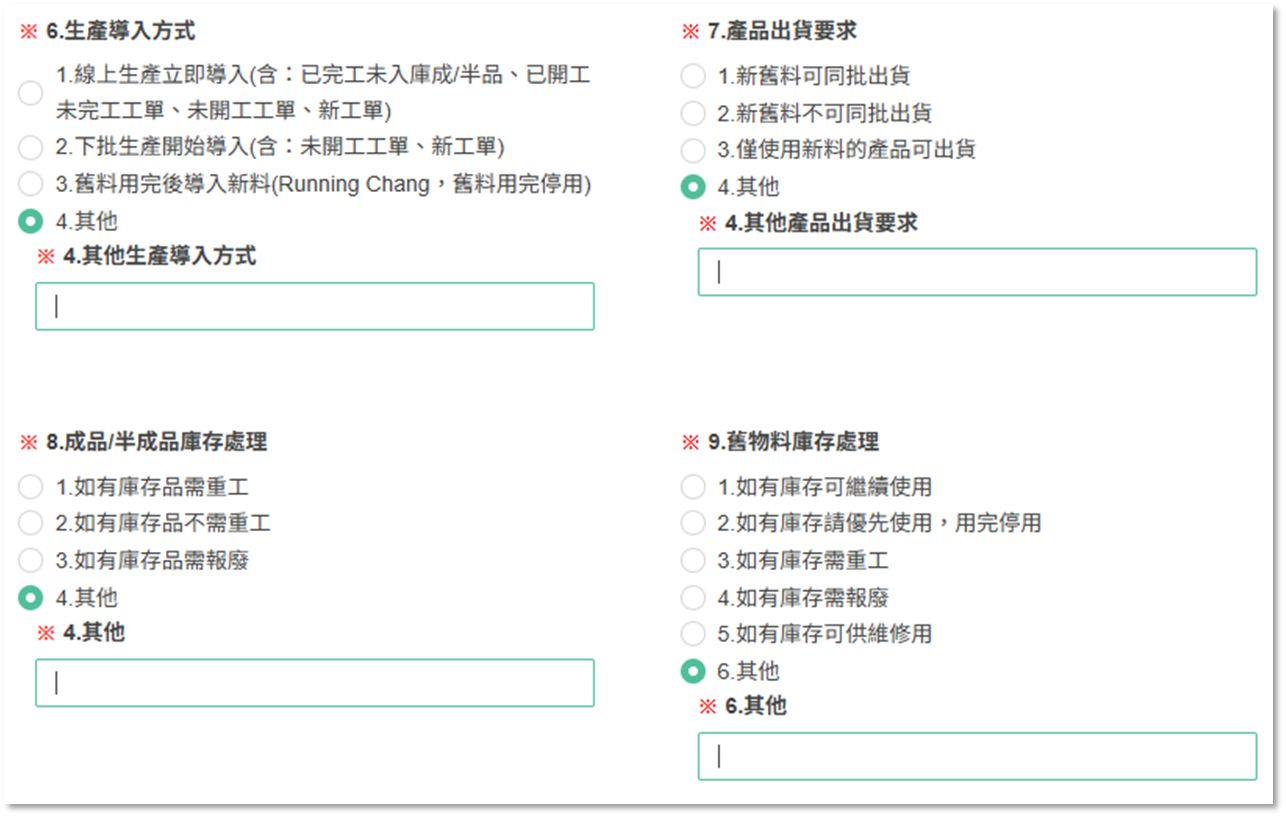 ※ 6.生產導入方式
1.線上生產立即導入(含：已完工未入庫成/半品、已開工
未完工工單、未開工工單、新工單)
2.下批生產開始導入(含：未開工工單、新工單)
3.舊料用完後導入新料(Running Chang，舊料用完停用)
4.其他
※ 4.其他生產導入方式
※ 7.產品出貨要求
1.新舊料可同批出貨
2.新舊料不可同批出貨
3.僅使用新料的產品可出貨
4.其他
※ 4.其他產品出貨要求
※ 8.成品/半成品庫存處理
1.如有庫存品需重工
2.如有庫存品不需重工
3.如有庫存品需報廢
4.其他
※ 4.其他
※ 9.舊物料庫存處理
1.如有庫存可繼續使用
2.如有庫存請優先使用，用完停用
3.如有庫存需重工
4.如有庫存需報廢
5.如有庫存可供維修用
6.其他
※ 6.其他